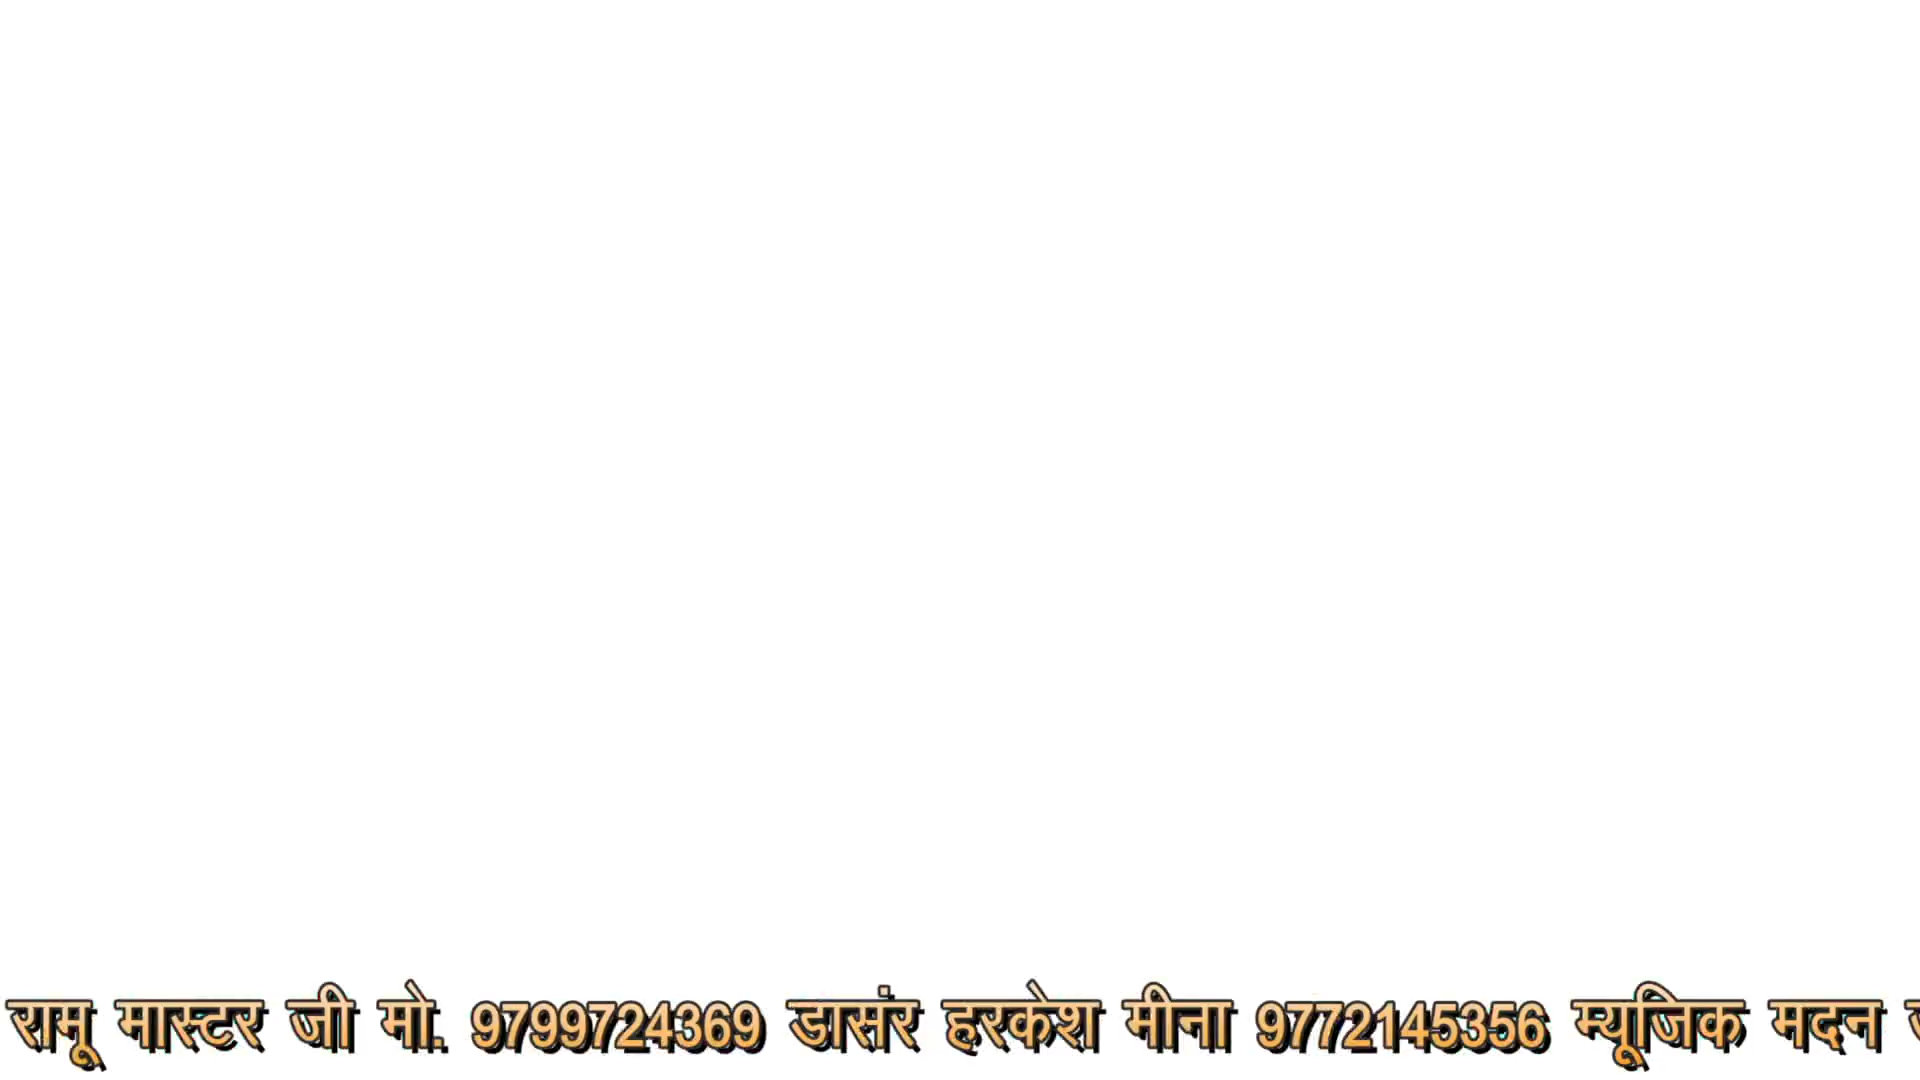 रामू मास्टर जी मो. 9799724369 डासंर हरकेश मीना 9772145356 म्यूजिक मदन